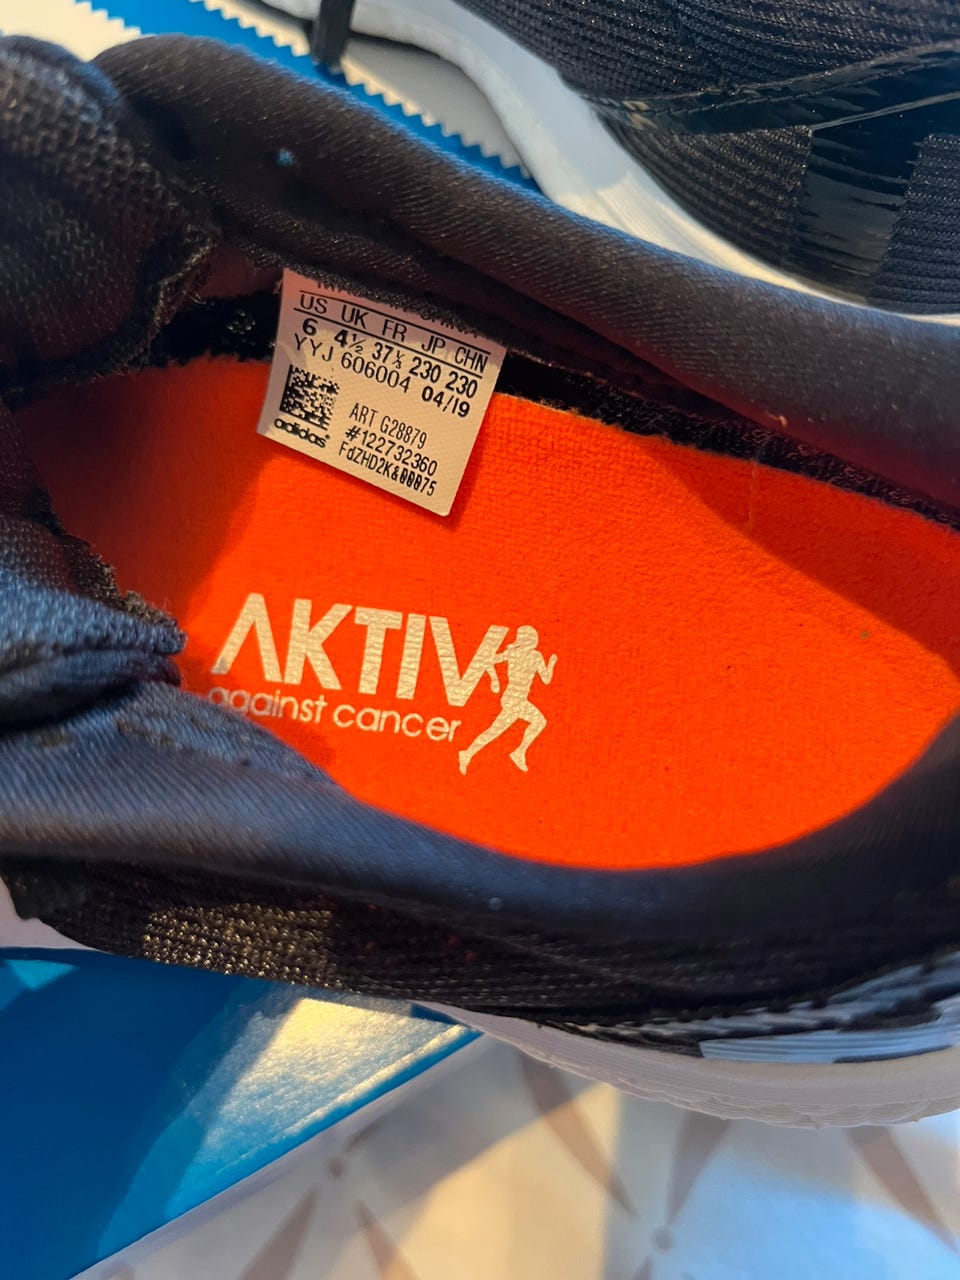 US UK FR JP CHN
6 4½ 37⅓ 230 230
YYJ 606004 04/19
ART G28879
#122732360
adidas
AKTIV
against cancer